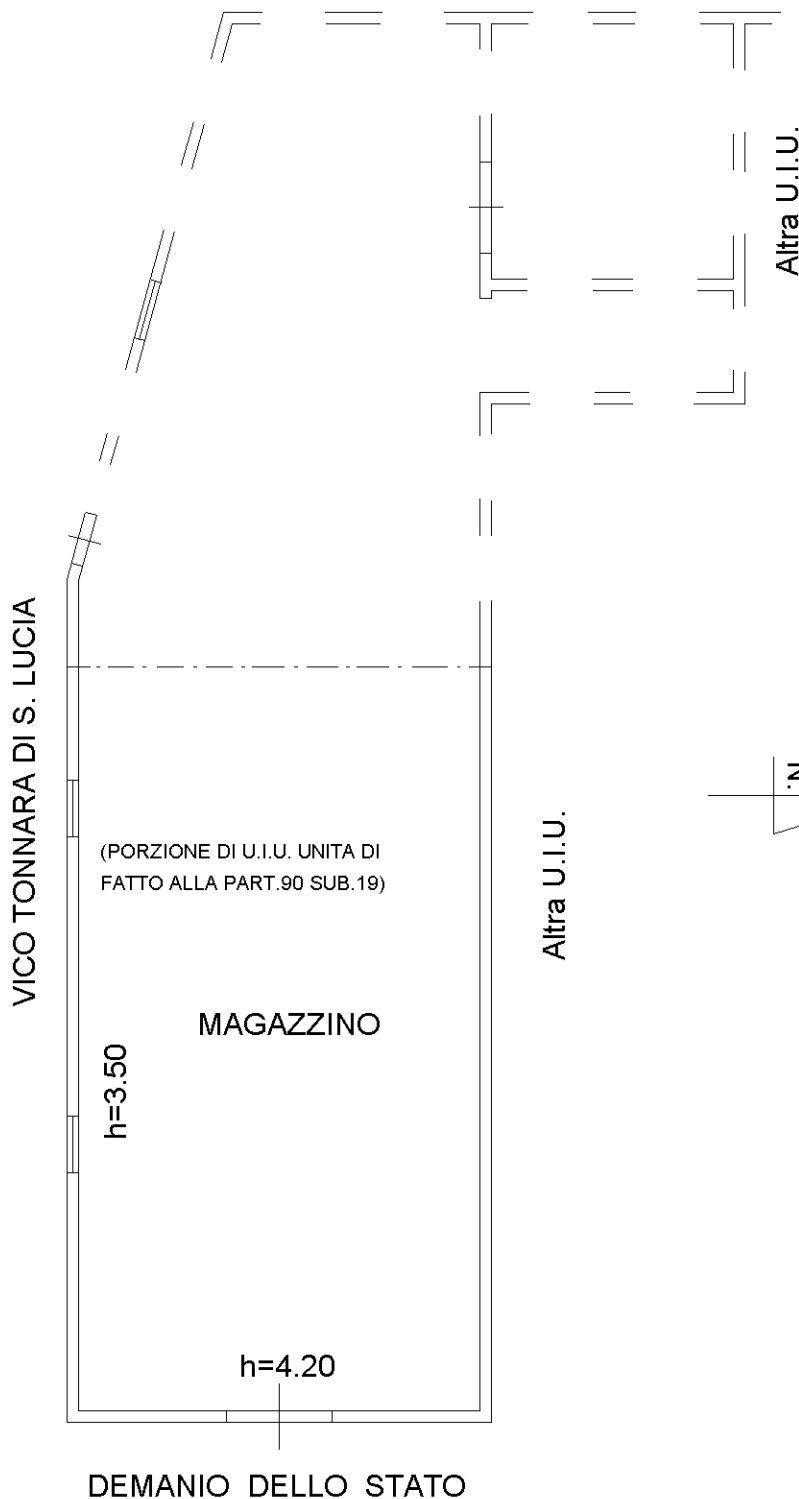 Altra U.I.U.
VICO TONNARA DI S. LUCIA
N.
(PORZIONE DI U.I.U. UNITA DI
FATTO ALLA PART.90 SUB.19)
Altra U.I.U.
MAGAZZINO
h=3.50
h=4.20
DEMANIO DELLO STATO